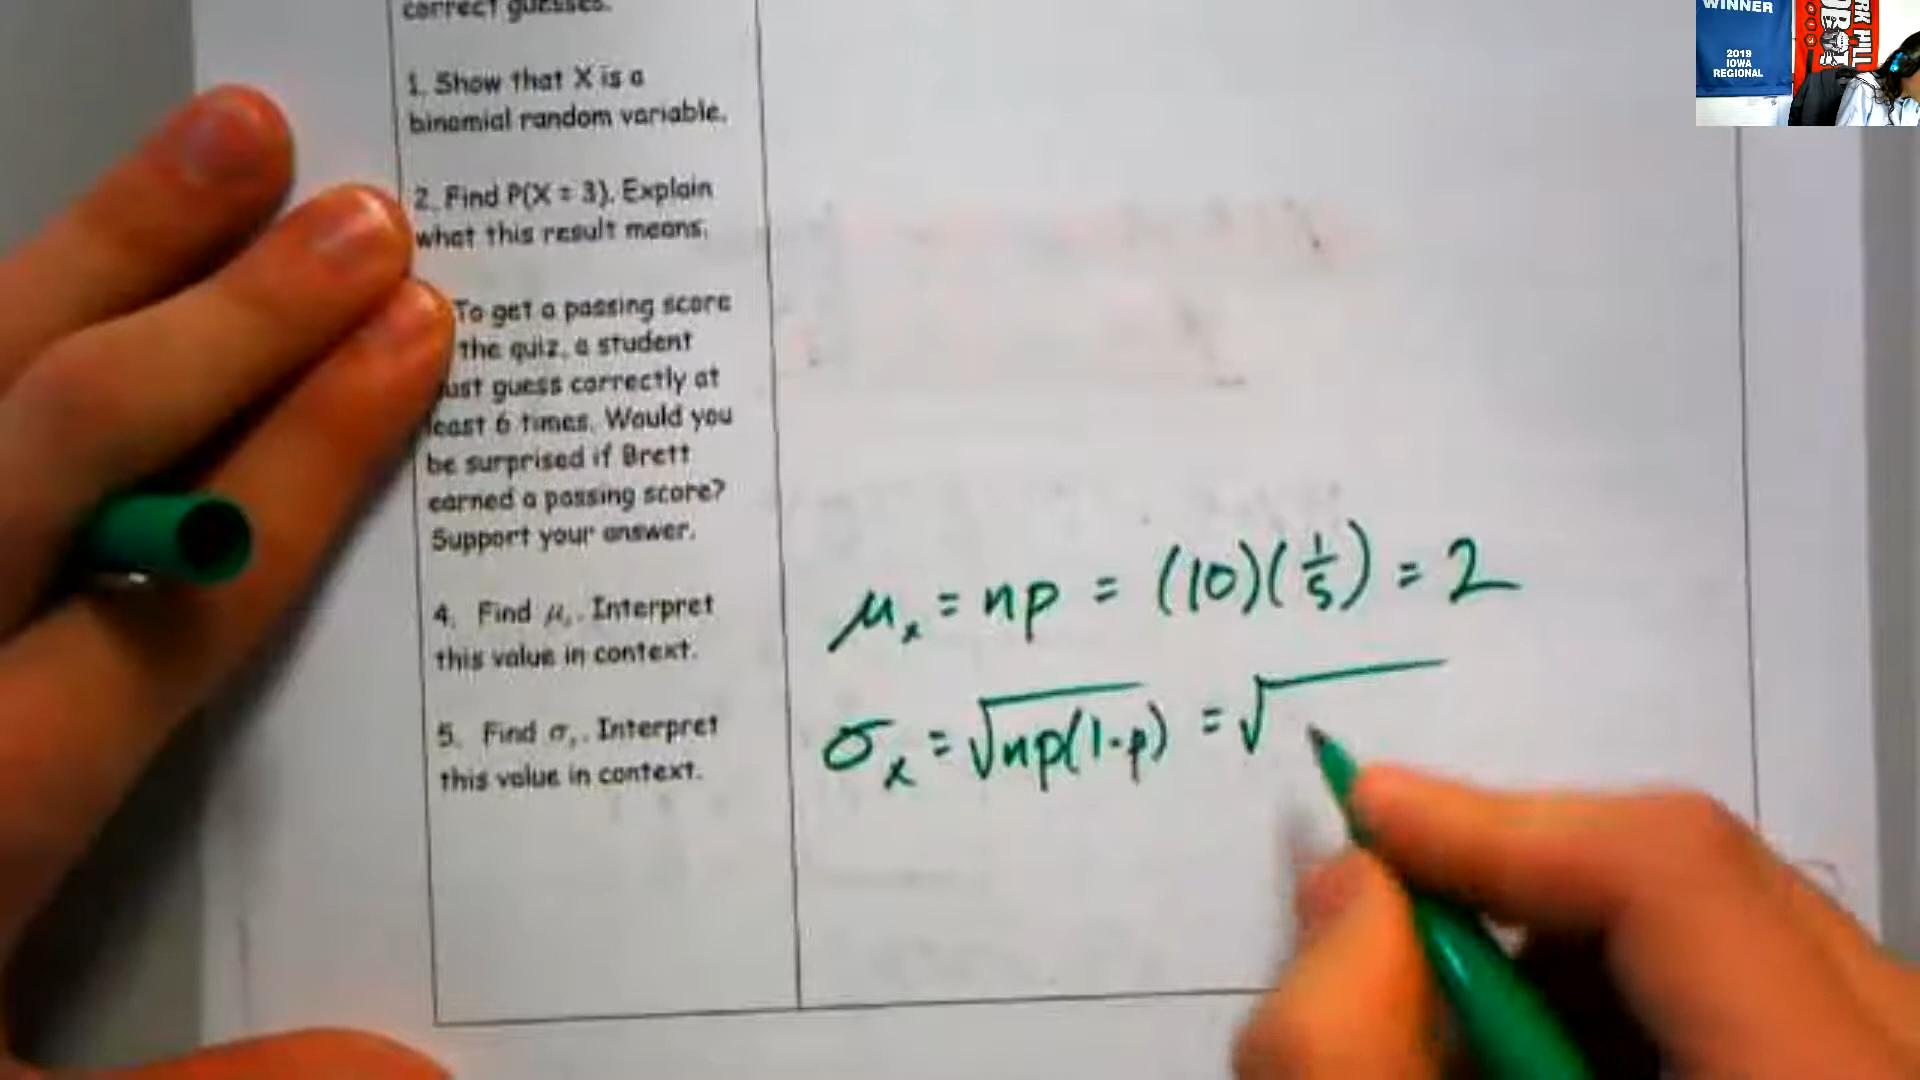 correct guesses.
1. Show that X is a
binomial random variable.
2. Find P(X = 3). Explain
what this result means.
To get a passing score
the quiz, a student
ust guess correctly at
least 6 times. Would you
be surprised if Brett
earned a passing score?
Support your answer.
4. Find μₓ. Interpret
this value in context.
5. Find σₓ. Interpret
this value in context.
μₓ = np = (10)(1/5) = 2
σₓ = √np(1-p) = √
WINNER
2019
IOWA
REGIONAL